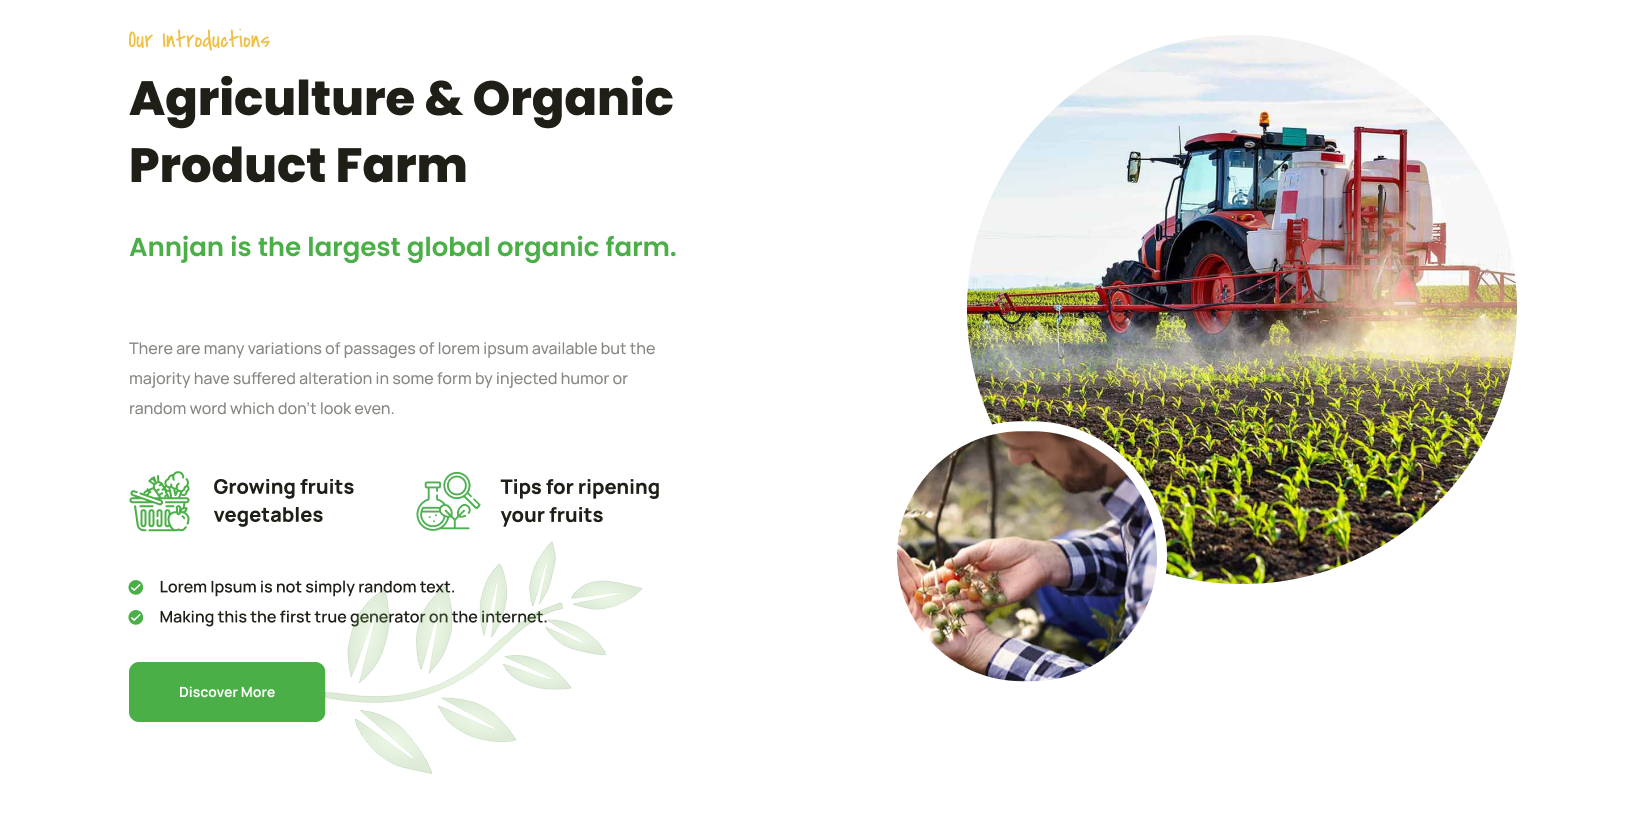 Our Introductions
Agriculture & Organic
Product Farm
Annjan is the largest global organic farm.
There are many variations of passages of lorem ipsum available but the
majority have suffered alteration in some form by injected humor or
random word which don't look even.
Growing fruits
vegetables
Tips for ripening
your fruits
Lorem Ipsum is not simply random text.
Making this the first true generator on the internet.
Discover More